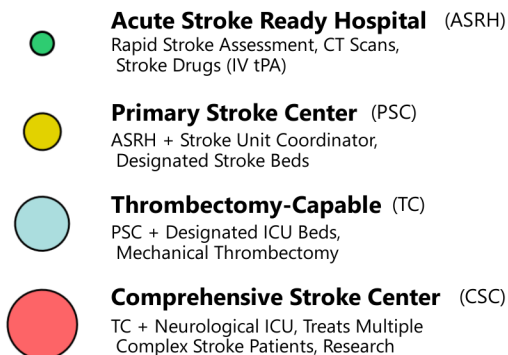 Acute Stroke Ready Hospital (ASRH)
Rapid Stroke Assessment, CT Scans,
Stroke Drugs (IV tPA)
Primary Stroke Center (PSC)
ASRH + Stroke Unit Coordinator,
Designated Stroke Beds
Thrombectomy-Capable (TC)
PSC + Designated ICU Beds,
Mechanical Thrombectomy
Comprehensive Stroke Center (CSC)
TC + Neurological ICU, Treats Multiple
Complex Stroke Patients, Research